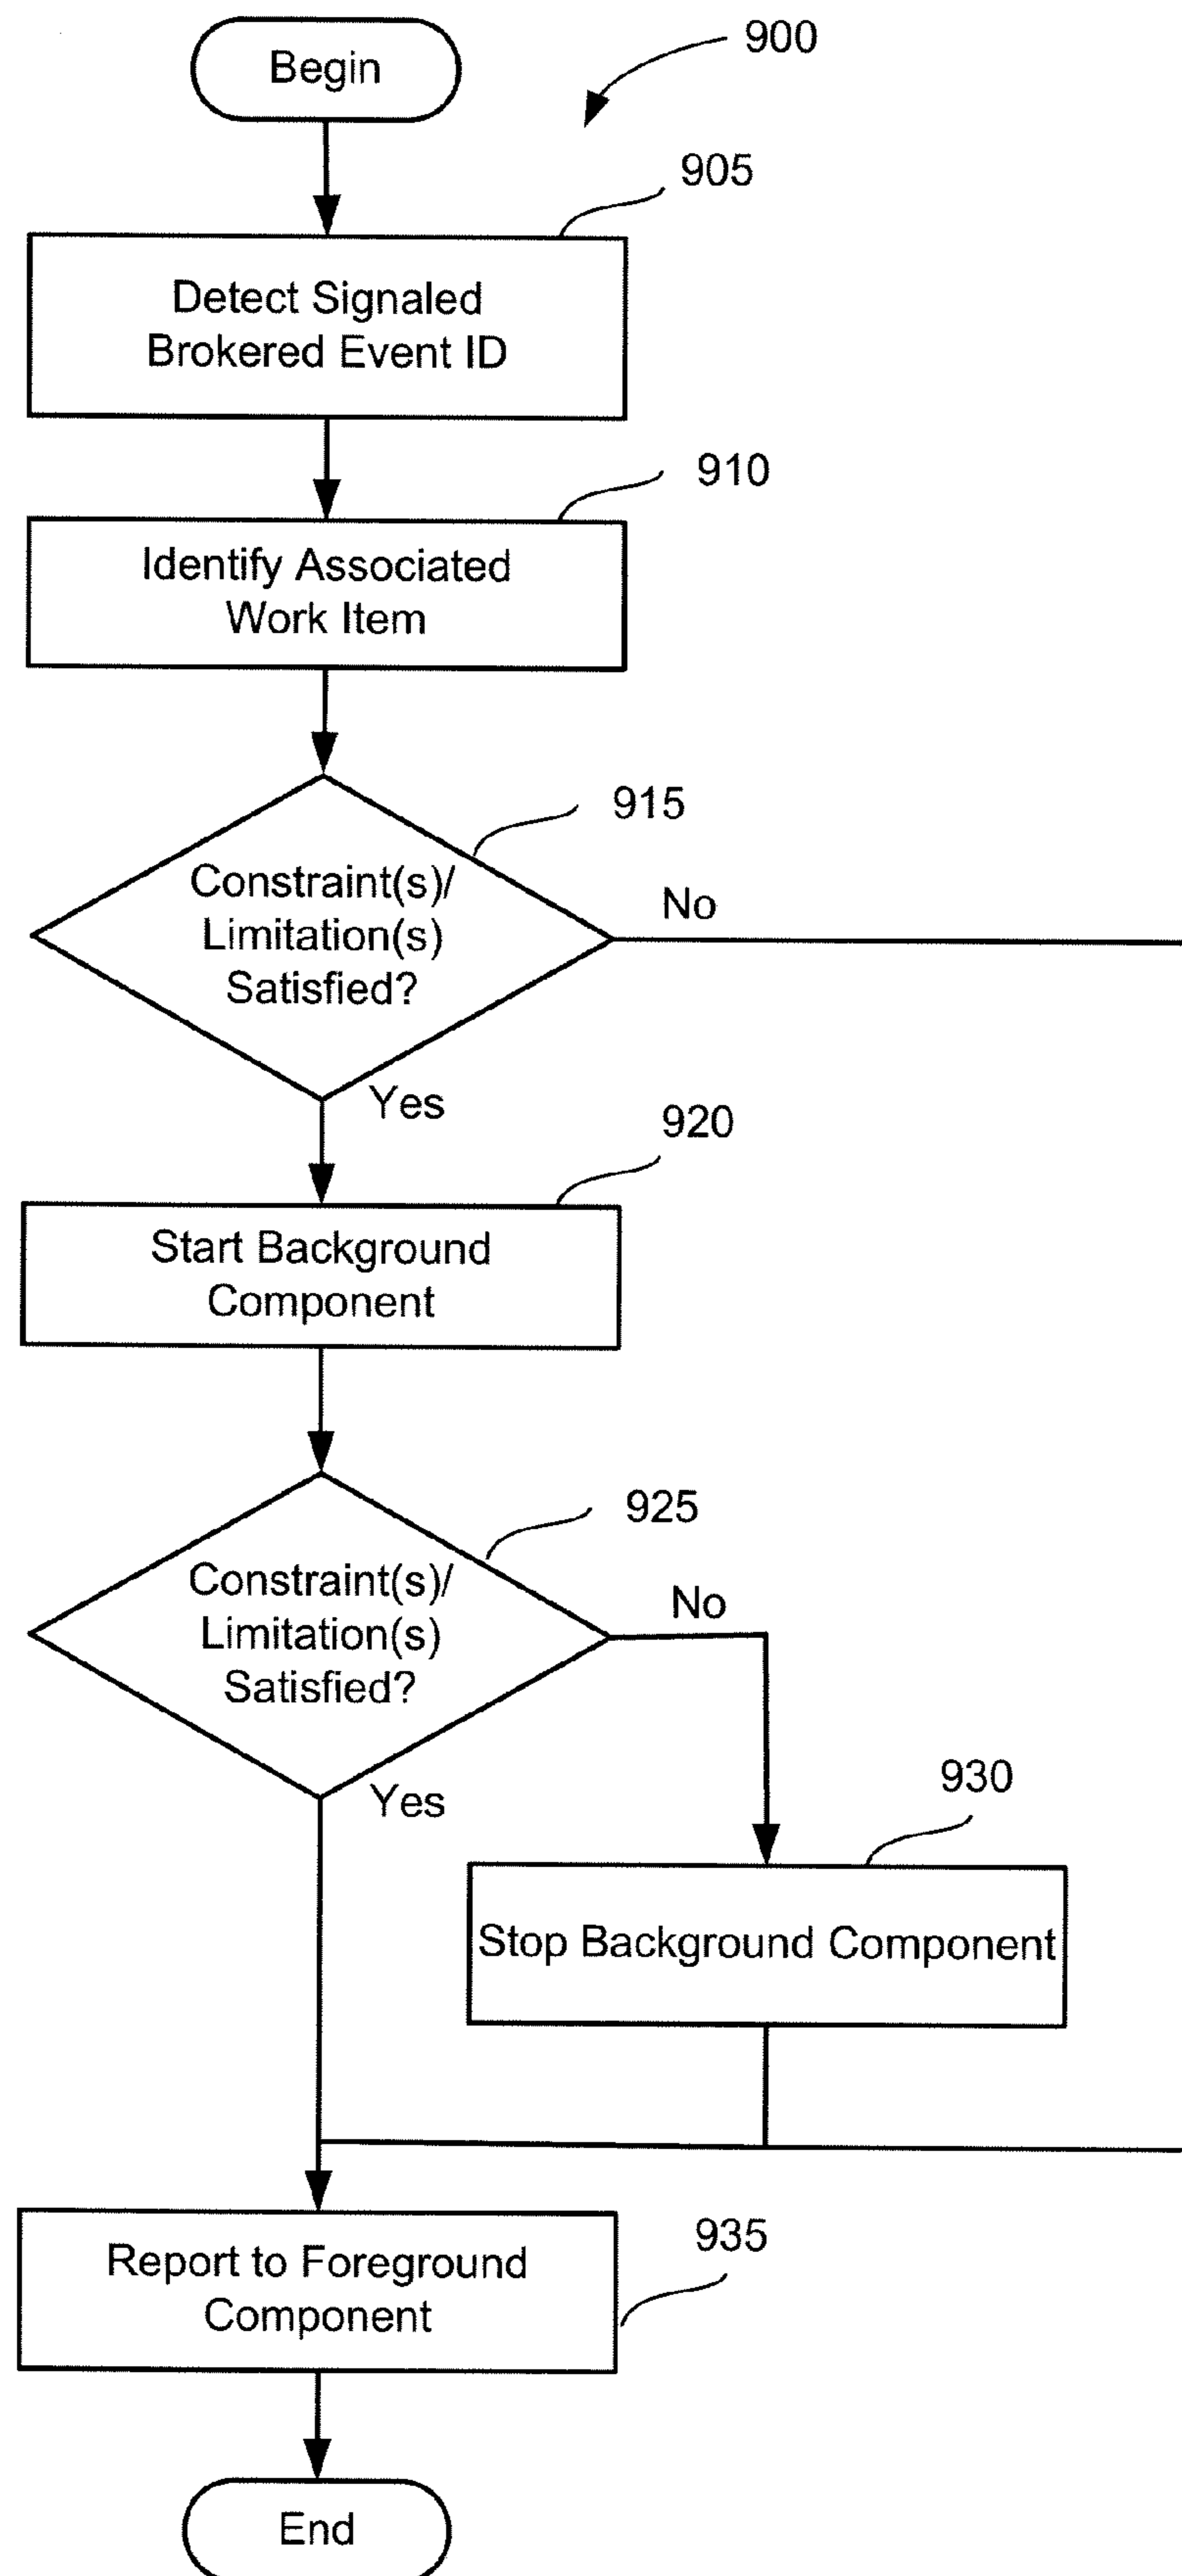 Begin
900
905
Detect Signaled
Brokered Event ID
910
Identify Associated
Work Item
915
Constraint(s)/
Limitation(s)
Satisfied?
No
Yes
920
Start Background
Component
925
Constraint(s)/
Limitation(s)
Satisfied?
No
Yes
930
Stop Background Component
935
Report to Foreground
Component
End